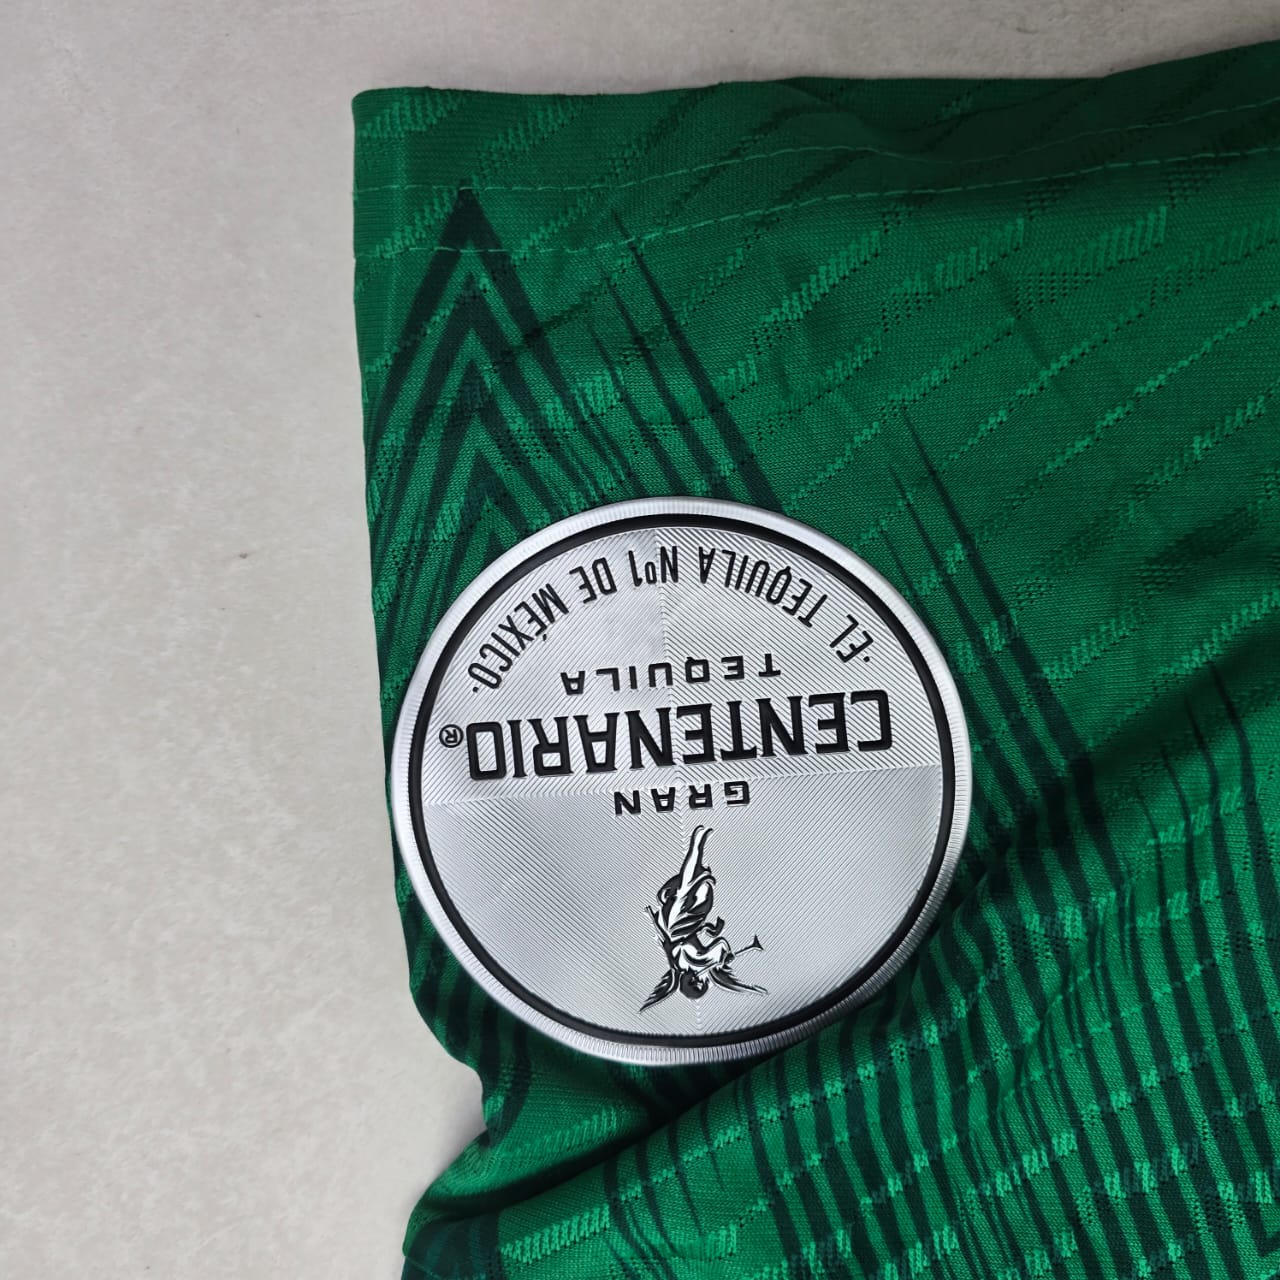 GRAN
CENTENARIO®
TEQUILA
·EL TEQUILA Nº1 DE MÉXICO·